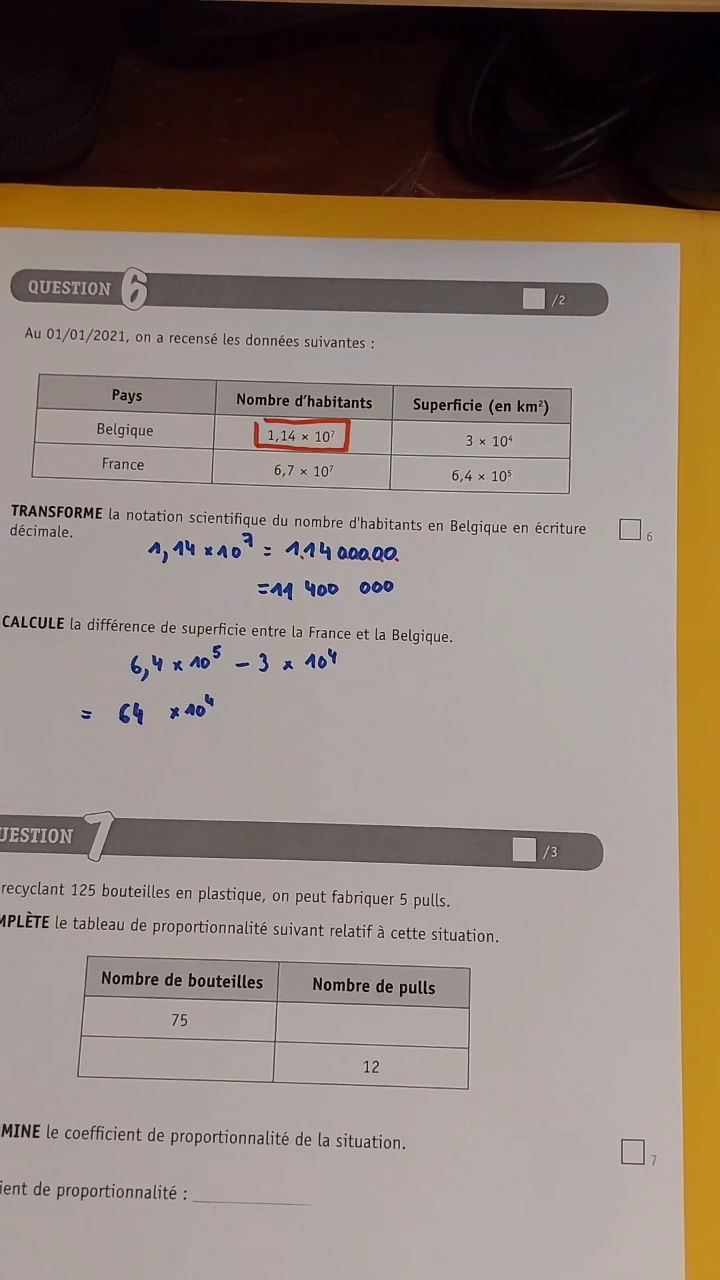 QUESTION 6
/2
Au 01/01/2021, on a recensé les données suivantes :
Pays Nombre d'habitants Superficie (en km²)
Belgique 1,14 × 10⁷ 3 × 10⁴
France 6,7 × 10⁷ 6,4 × 10⁵
TRANSFORME la notation scientifique du nombre d'habitants en Belgique en écriture
décimale.
6
1,14 × 10⁷ = 1.1400000.
= 11 400 000
CALCULE la différence de superficie entre la France et la Belgique.
6,4 × 10⁵ - 3 × 10⁴
= 64 × 10⁴
UESTION 7
/3
recyclant 125 bouteilles en plastique, on peut fabriquer 5 pulls.
MPLÈTE le tableau de proportionnalité suivant relatif à cette situation.
Nombre de bouteilles Nombre de pulls
75
12
MINE le coefficient de proportionnalité de la situation.
7
ient de proportionnalité :